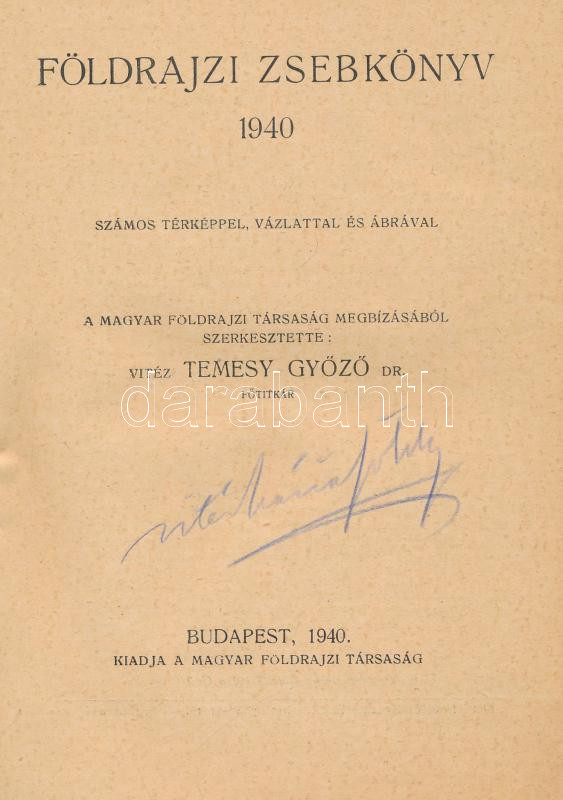 FÖLDRAJZI ZSEBKÖNYV
1940
SZÁMOS TÉRKÉPPEL, VÁZLATTAL ÉS ÁBRÁVAL
A MAGYAR FÖLDRAJZI TÁRSASÁG MEGBÍZÁSÁBÓL
SZERKESZTETTE:
VITÉZ TEMESY GYŐZŐ DR.
FŐTITKÁR
darabanth
BUDAPEST, 1940.
KIADJA A MAGYAR FÖLDRAJZI TÁRSASÁG